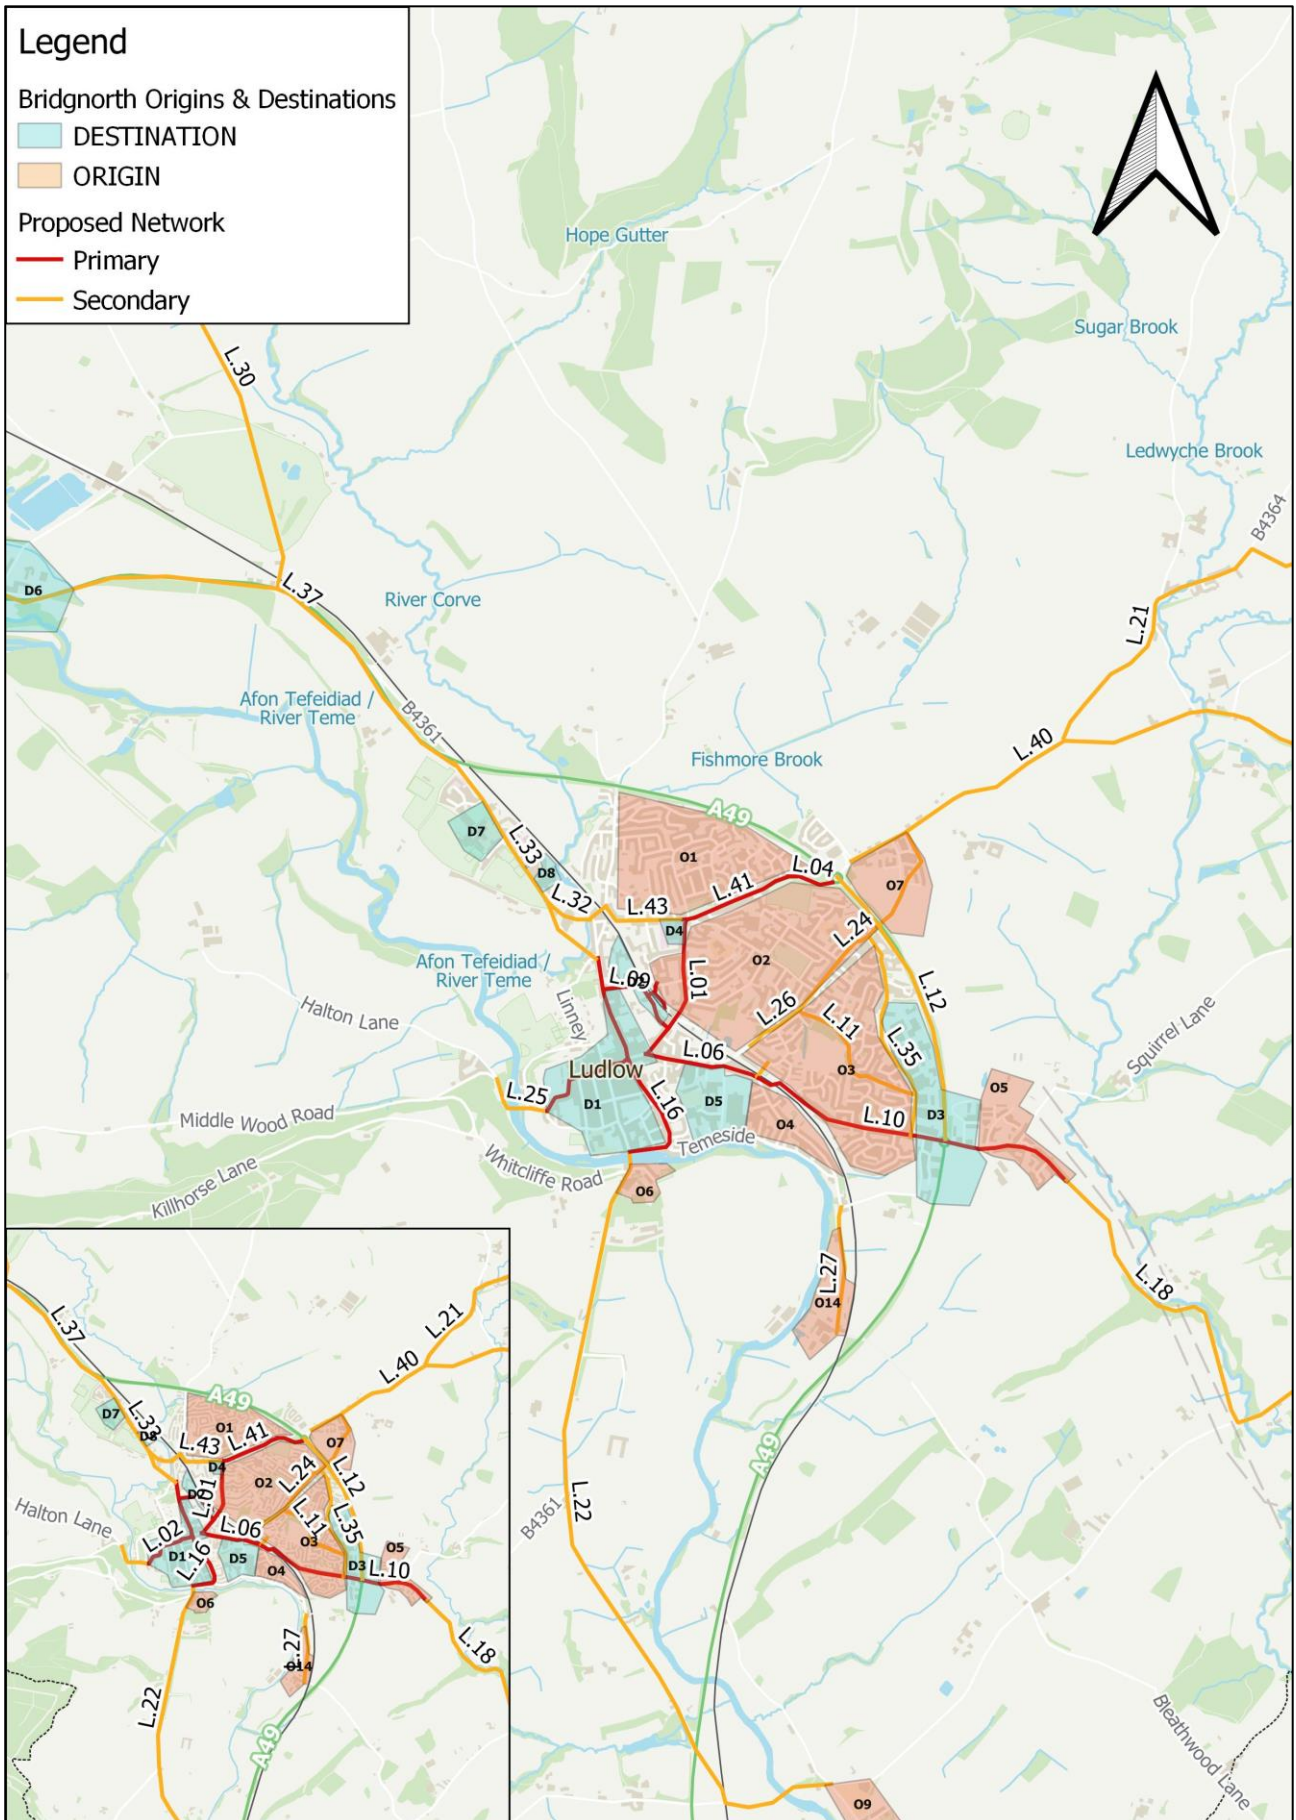 Legend
Bridgnorth Origins & Destinations
DESTINATION
ORIGIN
Proposed Network
Primary
Secondary
Hope Gutter
Sugar Brook
L.30
Ledwyche Brook
B4364
D6
L.37
River Corve
L.21
Afon Tefeidiad /
River Teme
B4361
L.40
Fishmore Brook
A49
D7
L.33
O1
L.04
D8
L.41
O7
L.32
L.43
D4
L.24
O2
Afon Tefeidiad /
River Teme
L.09
L.01
L.12
Linney
Halton Lane
L.26
L.11
L.35
Squirrel Lane
L.06
Ludlow
O3
O5
L.25
D1
L.16
D5
D3
Middle Wood Road
L.10
O4
Temeside
Killhorse Lane
Whitcliffe Road
O6
L.27
L.18
O14
A49
L.22
B4361
Bleathwood Lane
O9
L.37
L.21
L.40
A49
D7
L.33
O1
D8
L.43
L.41
O7
D4
L.01
O2
L.24
L.12
Halton Lane
L.02
L.06
L.11
L.35
D1
L.16
D5
O3
O5
D3
L.10
O4
O6
L.27
L.18
O14
L.22
A49